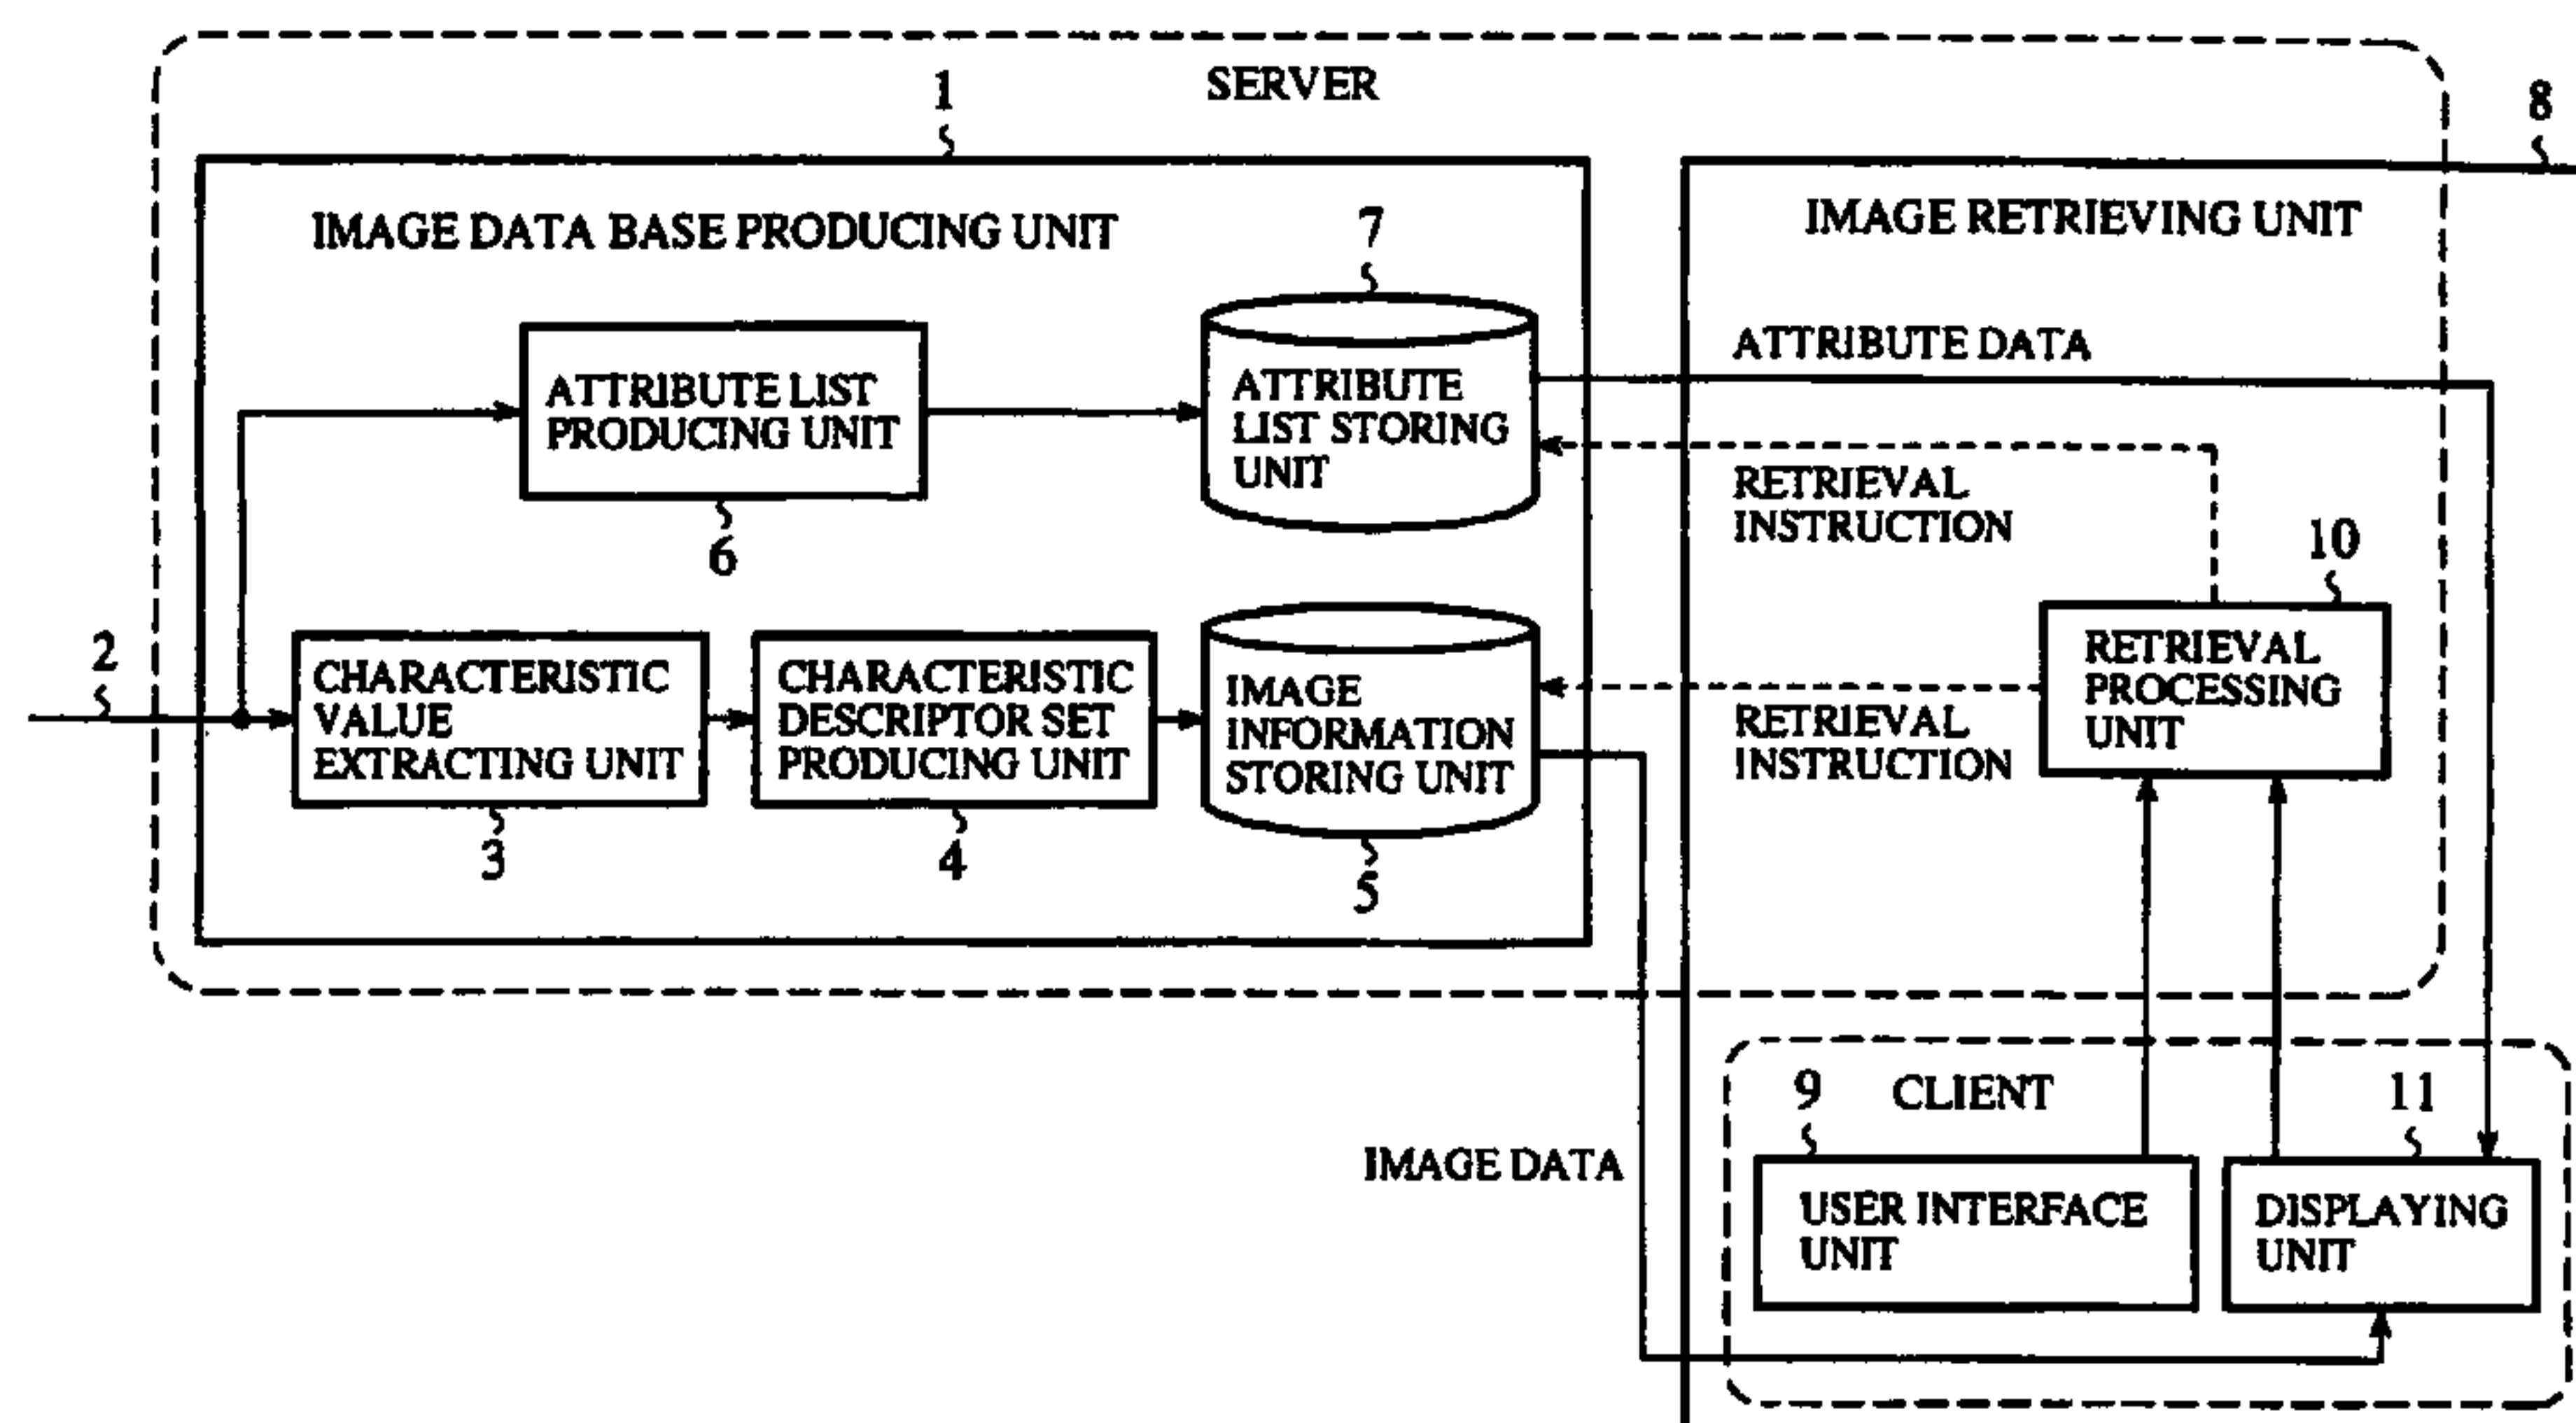 SERVER
1
8
IMAGE DATA BASE PRODUCING UNIT
7
IMAGE RETRIEVING UNIT
ATTRIBUTE LIST
PRODUCING UNIT
6
ATTRIBUTE
LIST STORING
UNIT
ATTRIBUTE DATA
RETRIEVAL
INSTRUCTION
10
2
CHARACTERISTIC
VALUE
EXTRACTING UNIT
3
CHARACTERISTIC
DESCRIPTOR SET
PRODUCING UNIT
4
IMAGE
INFORMATION
STORING UNIT
5
RETRIEVAL
INSTRUCTION
RETRIEVAL
PROCESSING
UNIT
9
CLIENT
11
IMAGE DATA
USER INTERFACE
UNIT
DISPLAYING
UNIT